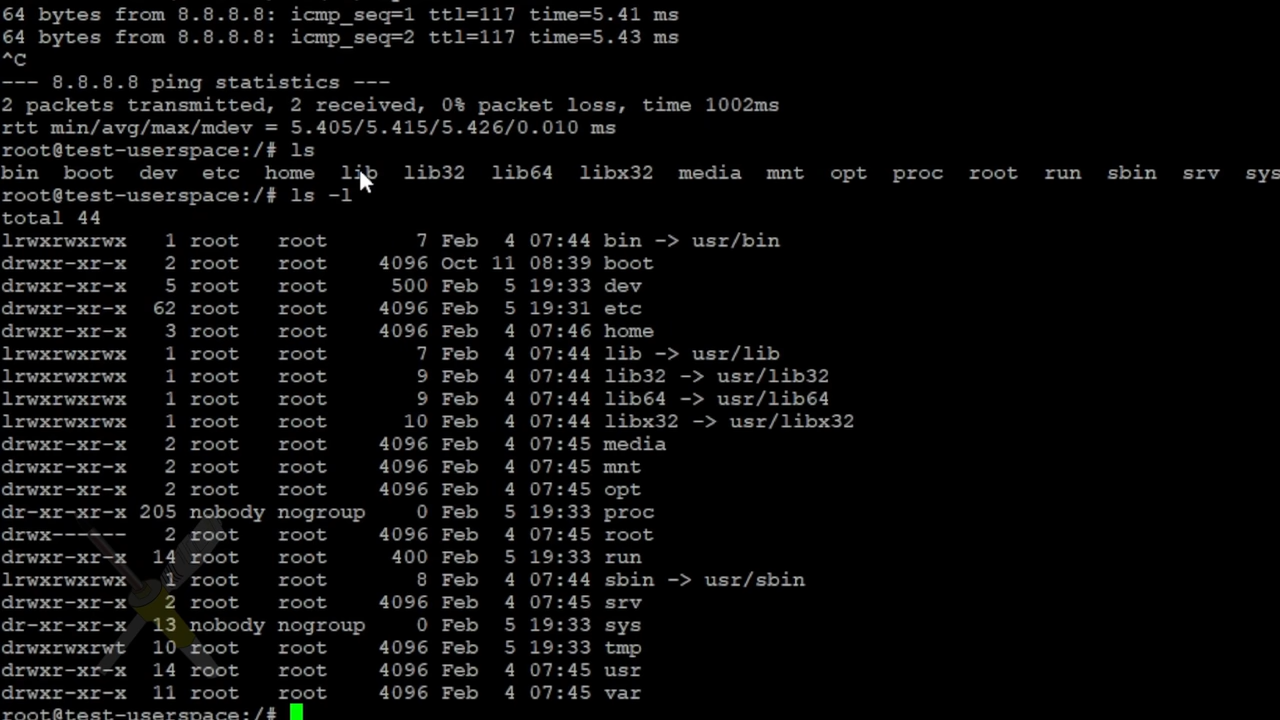 64 bytes from 8.8.8.8: icmp_seq=1 ttl=117 time=5.41 ms
64 bytes from 8.8.8.8: icmp_seq=2 ttl=117 time=5.43 ms
^C
--- 8.8.8.8 ping statistics ---
2 packets transmitted, 2 received, 0% packet loss, time 1002ms
rtt min/avg/max/mdev = 5.405/5.415/5.426/0.010 ms
root@test-userspace:/# ls
bin  boot  dev  etc  home  lib  lib32  lib64  libx32  media  mnt  opt  proc  root  run  sbin  srv  sys
root@test-userspace:/# ls -l
total 44
lrwxrwxrwx   1 root   root       7 Feb  4 07:44 bin -> usr/bin
drwxr-xr-x   2 root   root    4096 Oct 11 08:39 boot
drwxr-xr-x   5 root   root     500 Feb  5 19:33 dev
drwxr-xr-x  62 root   root    4096 Feb  5 19:31 etc
drwxr-xr-x   3 root   root    4096 Feb  4 07:46 home
lrwxrwxrwx   1 root   root       7 Feb  4 07:44 lib -> usr/lib
lrwxrwxrwx   1 root   root       9 Feb  4 07:44 lib32 -> usr/lib32
lrwxrwxrwx   1 root   root       9 Feb  4 07:44 lib64 -> usr/lib64
lrwxrwxrwx   1 root   root      10 Feb  4 07:44 libx32 -> usr/libx32
drwxr-xr-x   2 root   root    4096 Feb  4 07:45 media
drwxr-xr-x   2 root   root    4096 Feb  4 07:45 mnt
drwxr-xr-x   2 root   root    4096 Feb  4 07:45 opt
dr-xr-xr-x 205 nobody nogroup    0 Feb  5 19:33 proc
drwx------   2 root   root    4096 Feb  4 07:45 root
drwxr-xr-x  14 root   root     400 Feb  5 19:33 run
lrwxrwxrwx   1 root   root       8 Feb  4 07:44 sbin -> usr/sbin
drwxr-xr-x   2 root   root    4096 Feb  4 07:45 srv
dr-xr-xr-x  13 nobody nogroup    0 Feb  5 19:33 sys
drwxrwxrwt  10 root   root    4096 Feb  5 19:33 tmp
drwxr-xr-x  14 root   root    4096 Feb  4 07:45 usr
drwxr-xr-x  11 root   root    4096 Feb  4 07:45 var
root@test-userspace:/#